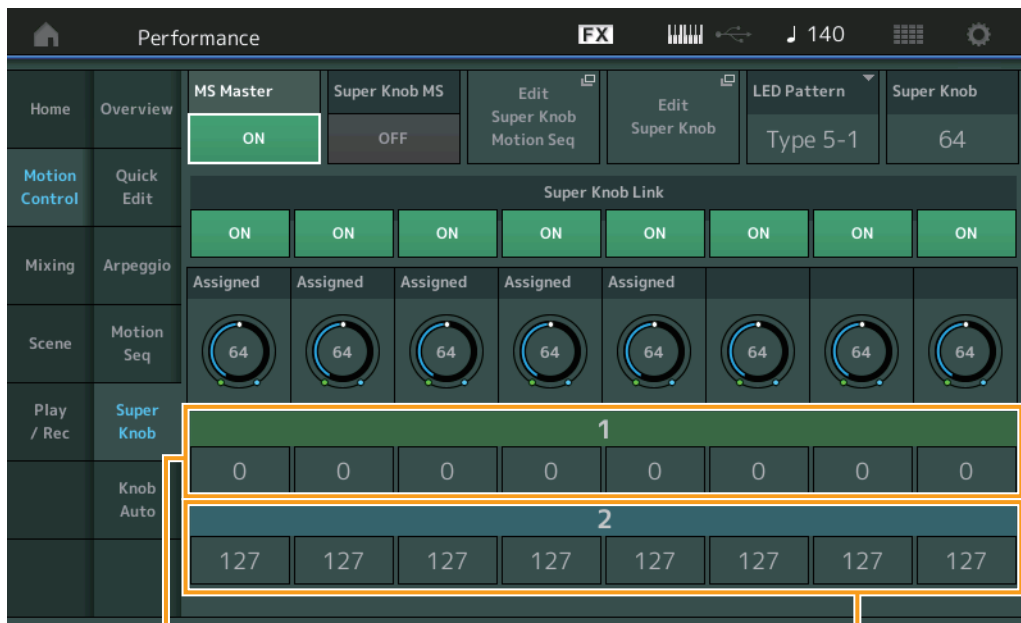 Performance
FX
♩ 140
Home
Overview
MS Master
ON
Super Knob MS
OFF
Edit
Super Knob
Motion Seq
Edit
Super Knob
LED Pattern
Type 5-1
Super Knob
64
Motion
Control
Quick
Edit
Super Knob Link
ON ON ON ON ON ON ON ON
Mixing
Arpeggio
Assigned Assigned Assigned Assigned Assigned
Scene
Motion
Seq
64 64 64 64 64 64 64 64
Play
/ Rec
Super
Knob
1
0 0 0 0 0 0 0 0
Knob
Auto
2
127 127 127 127 127 127 127 127